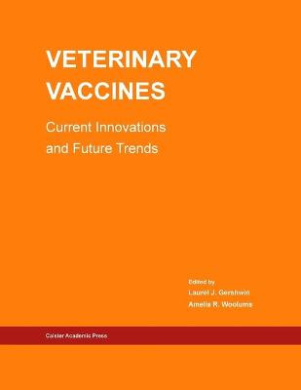 VETERINARY
VACCINES
Current Innovations
and Future Trends
Edited by
Laurel J. Gershwin
Amelia R. Woolums
Caister Academic Press